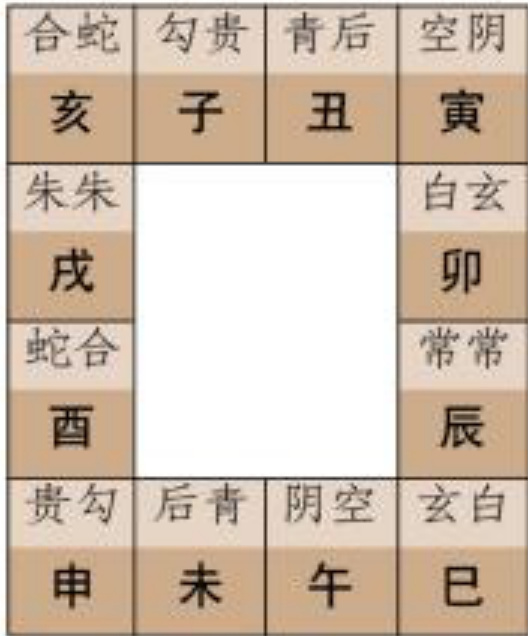 合蛇 勾贵 青后 空阴
亥 子 丑 寅
朱朱 白玄
戌 卯
蛇合 常常
酉 辰
贵勾 后青 阴空 玄白
申 未 午 巳